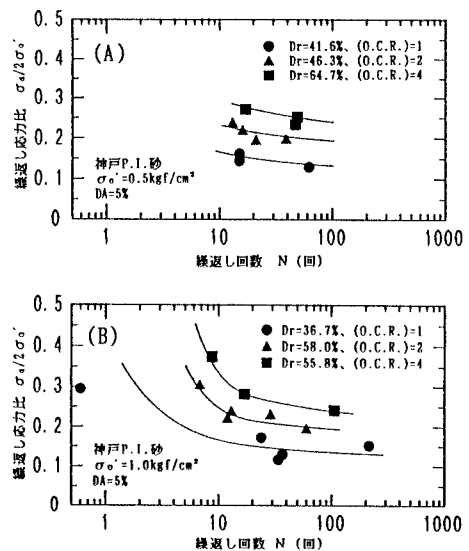 (A)
● Dr=41.6%、(O.C.R.)=1
▲ Dr=46.3%、(O.C.R.)=2
■ Dr=64.7%、(O.C.R.)=4
繰返し応力比 σd/2σo′
0.5
0.4
0.3
0.2
0.1
0
神戸P.I.砂
σo′=0.5kgf/cm²
DA=5%
1
10
100
1000
繰返し回数 N (回)
(B)
● Dr=36.7%、(O.C.R.)=1
▲ Dr=58.0%、(O.C.R.)=2
■ Dr=55.8%、(O.C.R.)=4
繰返し応力比 σd/2σo′
0.5
0.4
0.3
0.2
0.1
0
神戸P.I.砂
σo′=1.0kgf/cm²
DA=5%
1
10
100
1000
繰返し回数 N (回)